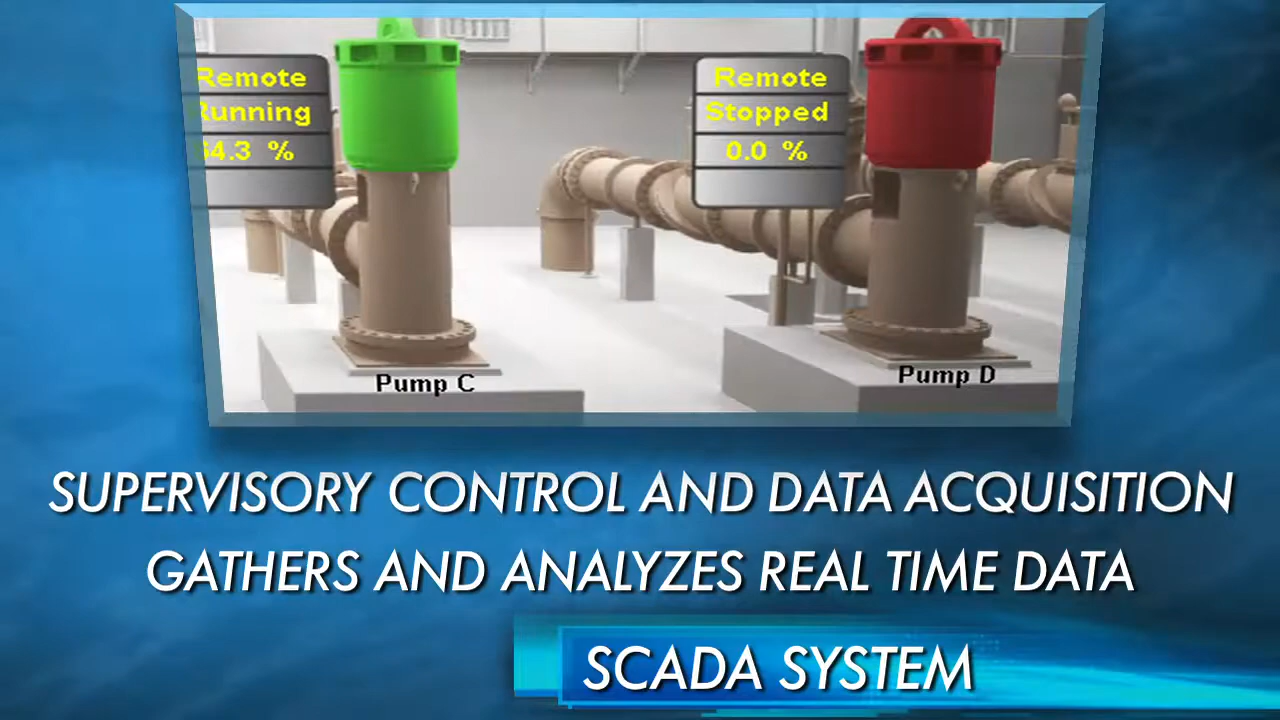 Remote
Running
%
Pump C
Remote
Stopped
0.0 %
Pump D
SUPERVISORY CONTROL AND DATA ACQUISITION
GATHERS AND ANALYZES REAL TIME DATA
SCADA SYSTEM